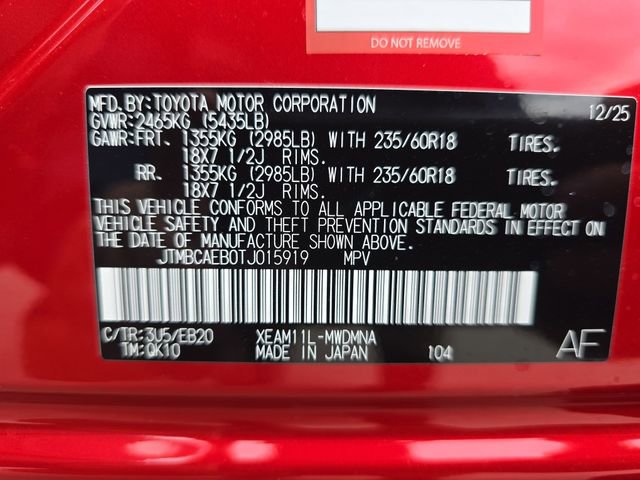 DO NOT REMOVE
MFD.BY:TOYOTA MOTOR CORPORATION 12/25
GVWR:2465KG (5435LB)
GAWR:FRT. 1355KG (2985LB) WITH 235/60R18 TIRES.
18X7 1/2J RIMS.
RR. 1355KG (2985LB) WITH 235/60R18 TIRES.
18X7 1/2J RIMS.
THIS VEHICLE CONFORMS TO ALL APPLICABLE FEDERAL MOTOR
VEHICLE SAFETY AND THEFT PREVENTION STANDARDS IN EFFECT ON
THE DATE OF MANUFACTURE SHOWN ABOVE.
JTMBCAEB0TJ015919 MPV
C/TR:3U5/EB20 XEAM11L-MWDMNA
TM:QK10 MADE IN JAPAN 104 AF